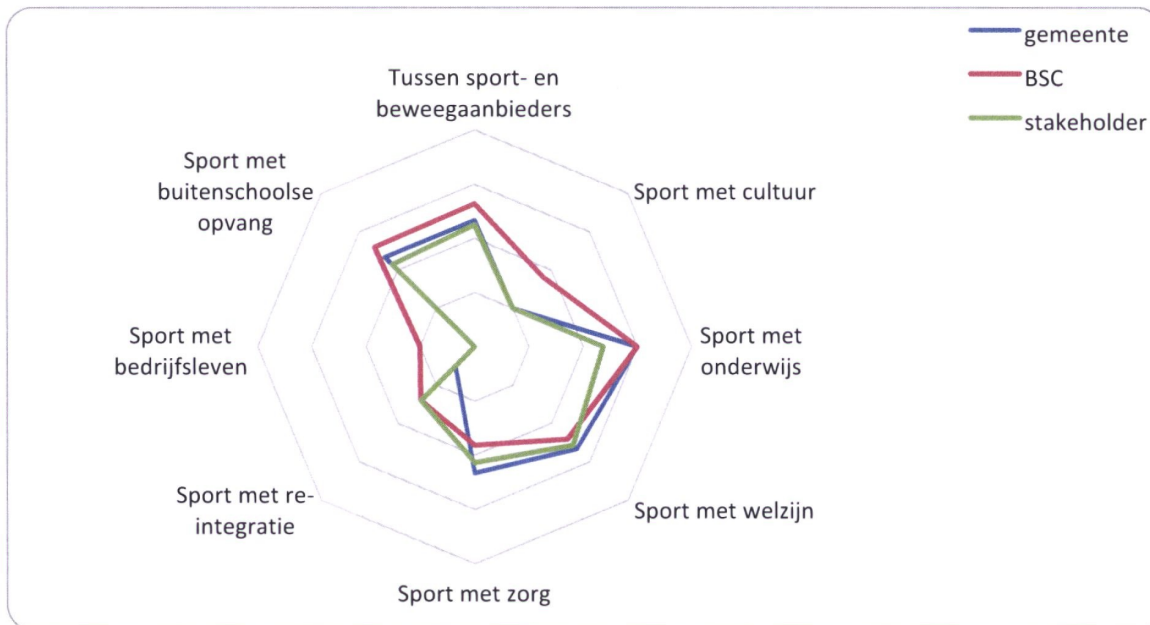 gemeente
BSC
stakeholder
Tussen sport- en
beweegaanbieders
Sport met cultuur
Sport met
onderwijs
Sport met welzijn
Sport met zorg
Sport met re-
integratie
Sport met
bedrijfsleven
Sport met
buitenschoolse
opvang